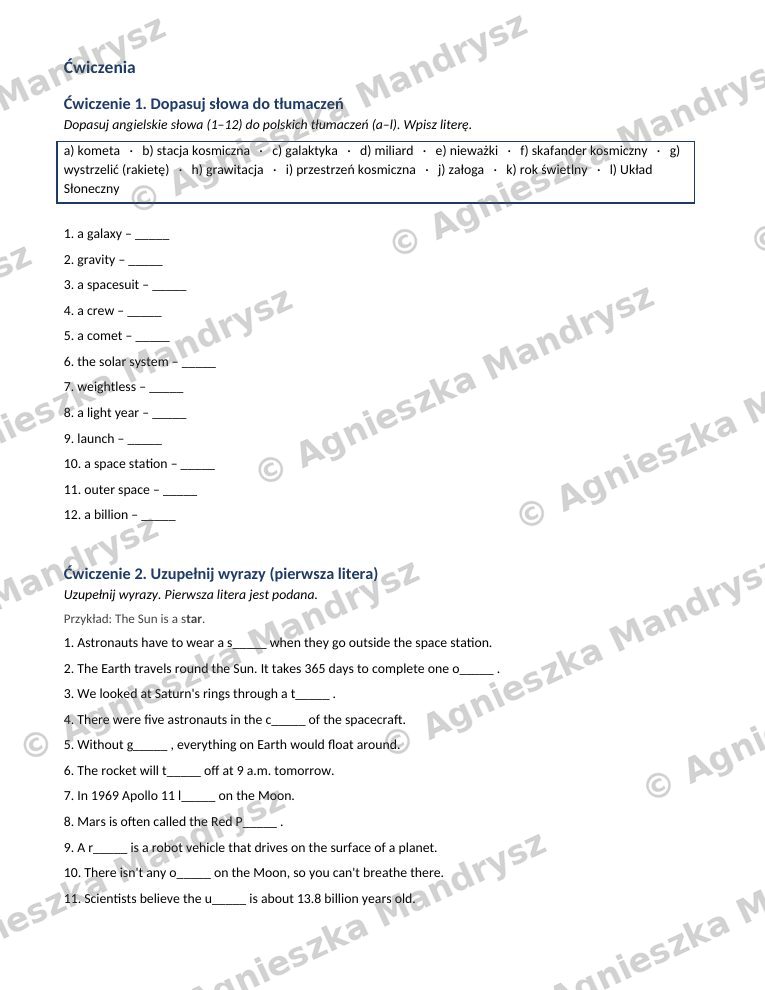 Ćwiczenia
Ćwiczenie 1. Dopasuj słowa do tłumaczeń
Dopasuj angielskie słowa (1–12) do polskich tłumaczeń (a–l). Wpisz literę.
a) kometa · b) stacja kosmiczna · c) galaktyka · d) miliard · e) nieważki · f) skafander kosmiczny · g)
wystrzelić (rakietę) · h) grawitacja · i) przestrzeń kosmiczna · j) załoga · k) rok świetlny · l) Układ
Słoneczny
1. a galaxy – _____
2. gravity – _____
3. a spacesuit – _____
4. a crew – _____
5. a comet – _____
6. the solar system – _____
7. weightless – _____
8. a light year – _____
9. launch – _____
10. a space station – _____
11. outer space – _____
12. a billion – _____
Ćwiczenie 2. Uzupełnij wyrazy (pierwsza litera)
Uzupełnij wyrazy. Pierwsza litera jest podana.
Przykład: The Sun is a star.
1. Astronauts have to wear a s_____ when they go outside the space station.
2. The Earth travels round the Sun. It takes 365 days to complete one o_____ .
3. We looked at Saturn's rings through a t_____ .
4. There were five astronauts in the c_____ of the spacecraft.
5. Without g_____ , everything on Earth would float around.
6. The rocket will t_____ off at 9 a.m. tomorrow.
7. In 1969 Apollo 11 l_____ on the Moon.
8. Mars is often called the Red P_____ .
9. A r_____ is a robot vehicle that drives on the surface of a planet.
10. There isn't any o_____ on the Moon, so you can't breathe there.
11. Scientists believe the u_____ is about 13.8 billion years old.
© Agnieszka Mandrysz